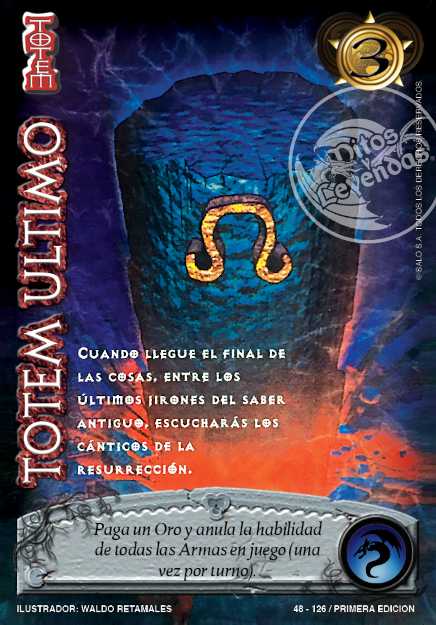 TOTEM
3
Mitos y Leyendas
© SALO S.A. TODOS LOS DERECHOS RESERVADOS
TOTEM ULTIMO
CUANDO LLEGUE EL FINAL DE
LAS COSAS, ENTRE LOS
ÚLTIMOS JIRONES DEL SABER
ANTIGUO, ESCUCHARÁS LOS
CÁNTICOS DE LA
RESURRECCIÓN.
Paga un Oro y anula la habilidad
de todas las Armas en juego (una
vez por turno).
ILUSTRADOR: WALDO RETAMALES
48 - 126 / PRIMERA EDICION